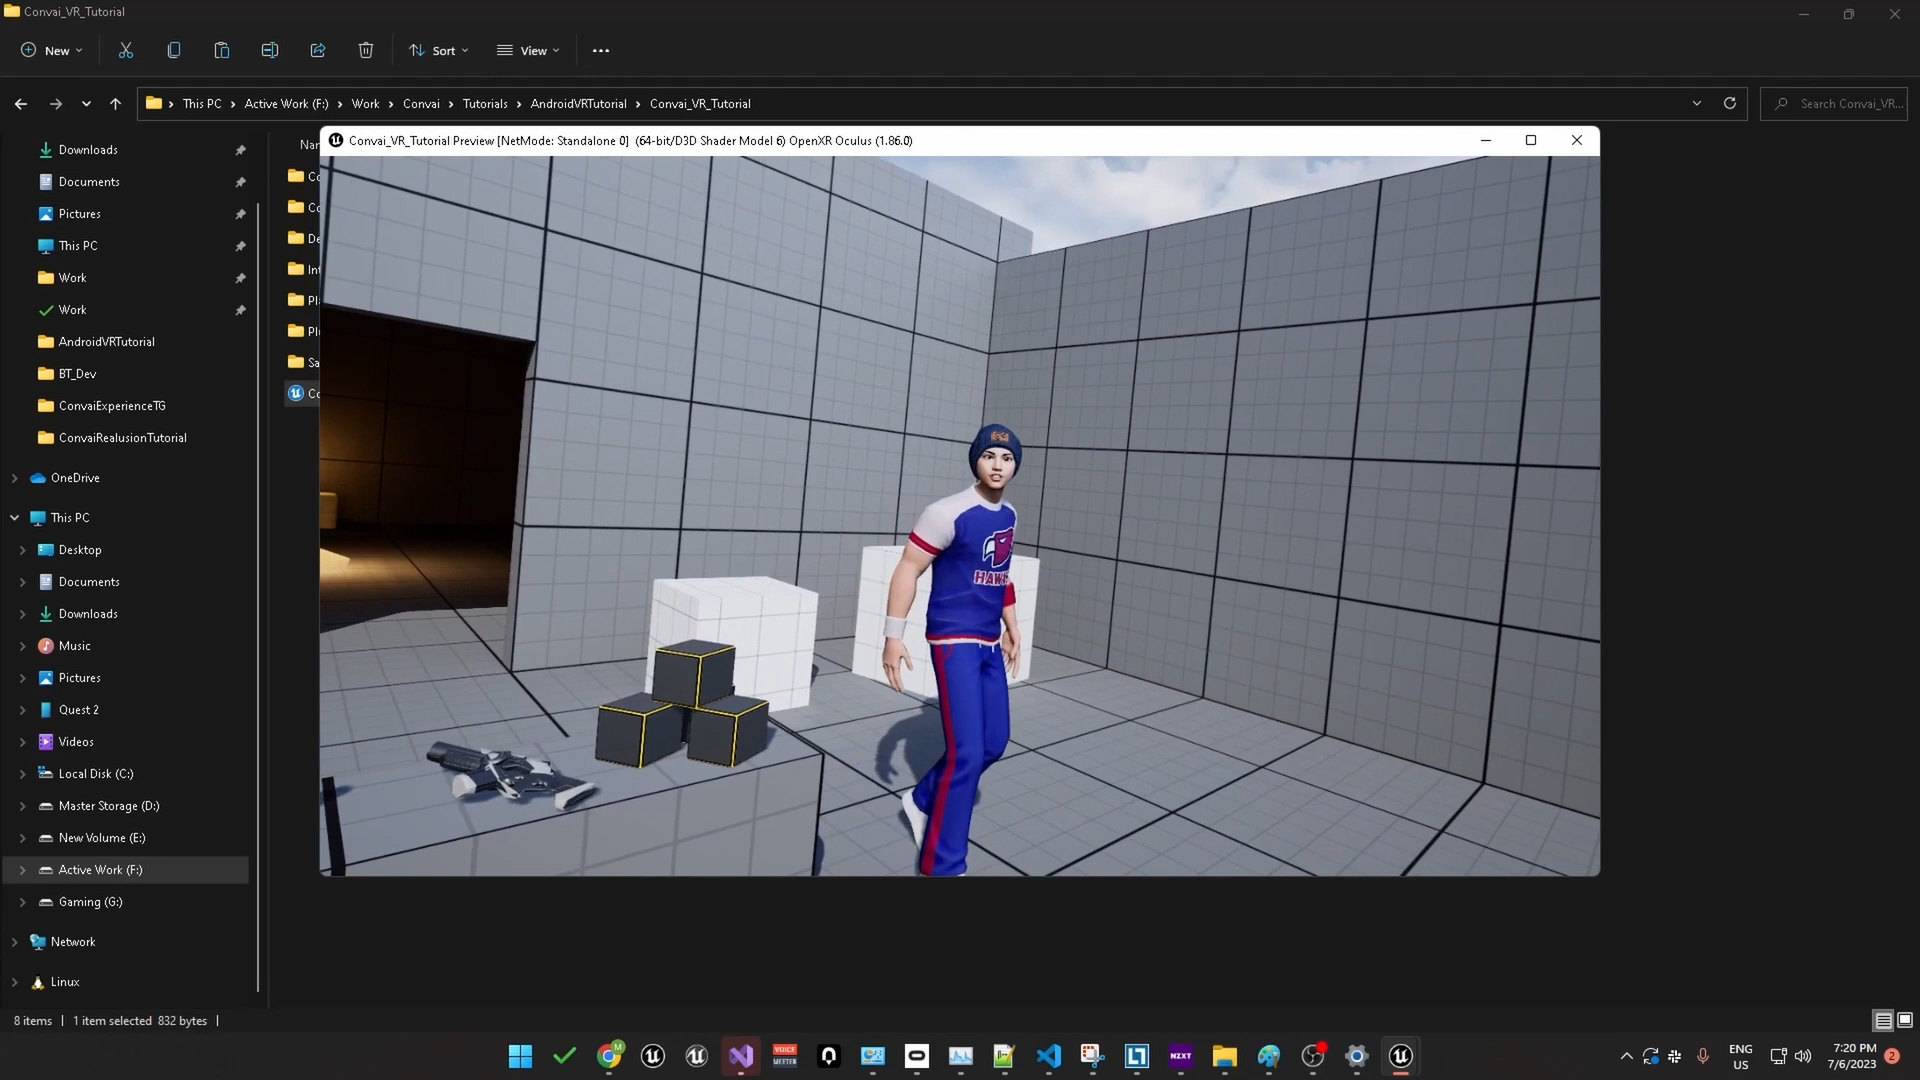 Convai_VR_Tutorial
New
Sort
View
This PC
Active Work (F:)
Work
Convai
Tutorials
AndroidVRTutorial
Convai_VR_Tutorial
Search Convai_VR...
Convai_VR_Tutorial Preview [NetMode: Standalone 0] (64-bit/D3D Shader Model 6) OpenXR Oculus (1.86.0)
Downloads
Documents
Pictures
This PC
Work
Work
AndroidVRTutorial
BT_Dev
ConvaiExperienceTG
ConvaiRealusionTutorial
OneDrive
This PC
Desktop
Documents
Downloads
Music
Pictures
Quest 2
Videos
Local Disk (C:)
Master Storage (D:)
New Volume (E:)
Active Work (F:)
Gaming (G:)
Network
Linux
8 items
1 item selected 832 bytes
VOICE
MEETER
NZXT
ENG
US
7:20 PM
7/6/2023
2